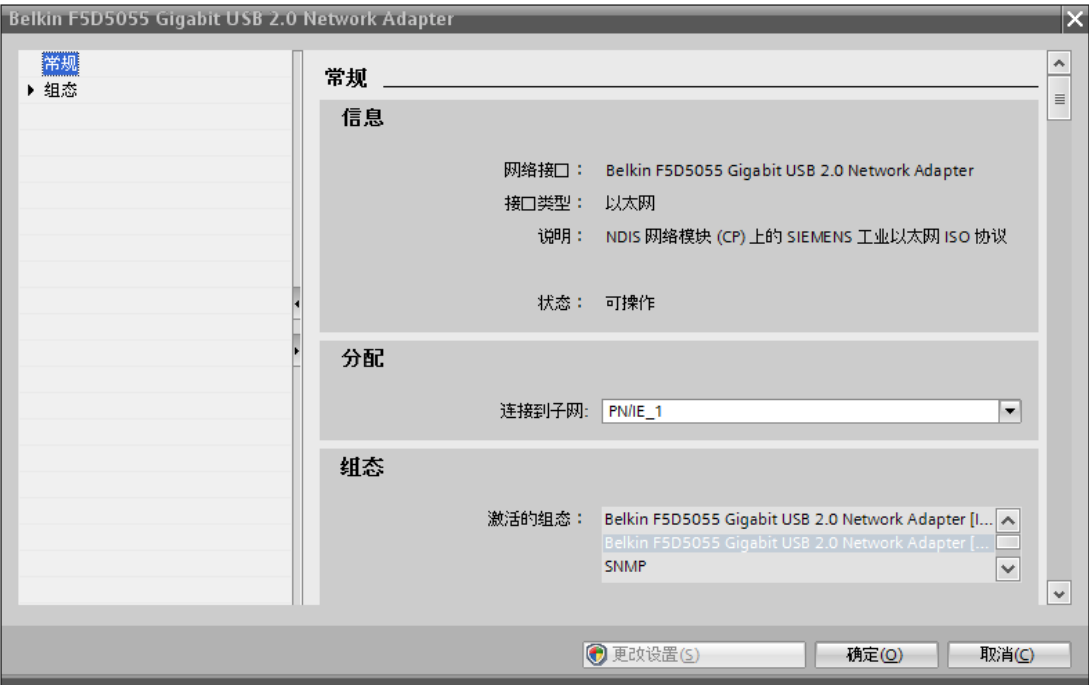 Belkin F5D5055 Gigabit USB 2.0 Network Adapter
常规
组态
常规
信息
网络接口： Belkin F5D5055 Gigabit USB 2.0 Network Adapter
接口类型： 以太网
说明： NDIS 网络模块 (CP) 上的 SIEMENS 工业以太网 ISO 协议
状态： 可操作
分配
连接到子网: PN/IE_1
组态
激活的组态： Belkin F5D5055 Gigabit USB 2.0 Network Adapter [I...
Belkin F5D5055 Gigabit USB 2.0 Network Adapter [...
SNMP
更改设置(S) 确定(O) 取消(C)